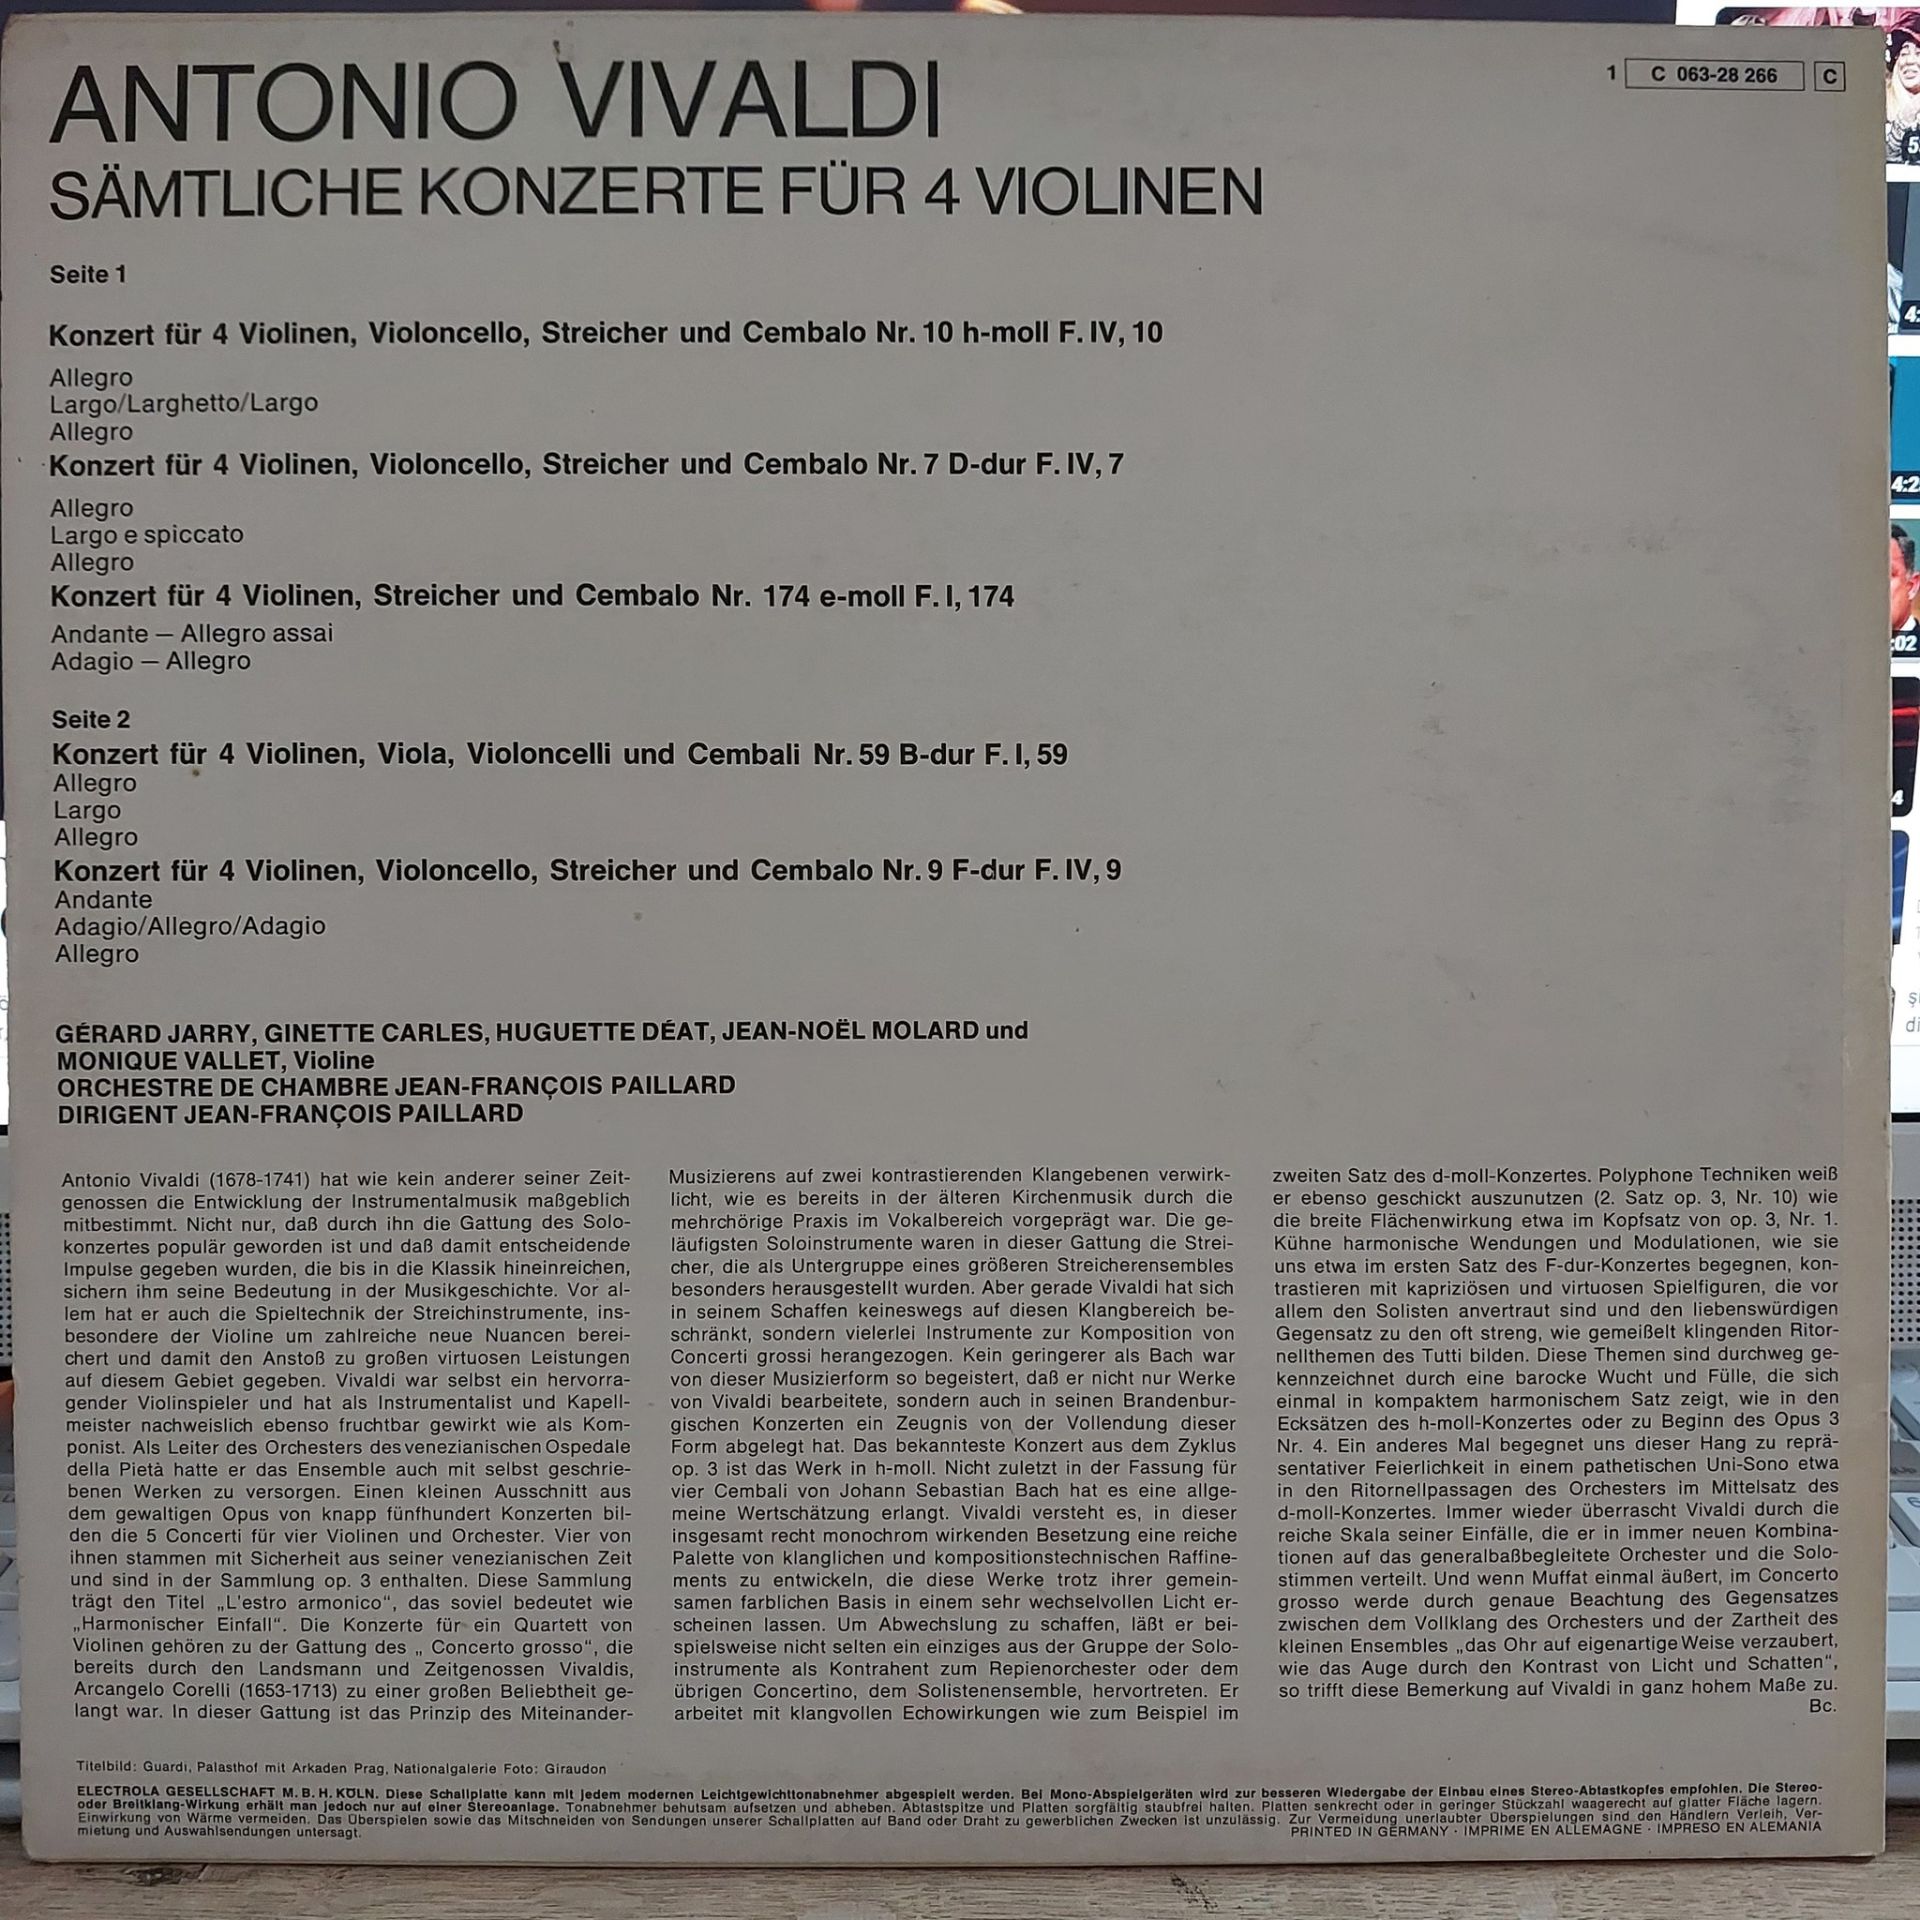 ANTONIO VIVALDI
SÄMTLICHE KONZERTE FÜR 4 VIOLINEN
1 C 063-28 266 C
Seite 1
Konzert für 4 Violinen, Violoncello, Streicher und Cembalo Nr. 10 h-moll F. IV, 10
Allegro
Largo/Larghetto/Largo
Allegro
Konzert für 4 Violinen, Violoncello, Streicher und Cembalo Nr. 7 D-dur F. IV, 7
Allegro
Largo e spiccato
Allegro
Konzert für 4 Violinen, Streicher und Cembalo Nr. 174 e-moll F. I, 174
Andante – Allegro assai
Adagio – Allegro
Seite 2
Konzert für 4 Violinen, Viola, Violoncelli und Cembali Nr. 59 B-dur F. I, 59
Allegro
Largo
Allegro
Konzert für 4 Violinen, Violoncello, Streicher und Cembalo Nr. 9 F-dur F. IV, 9
Andante
Adagio/Allegro/Adagio
Allegro
GÉRARD JARRY, GINETTE CARLES, HUGUETTE DÉAT, JEAN-NOËL MOLARD und
MONIQUE VALLET, Violine
ORCHESTRE DE CHAMBRE JEAN-FRANÇOIS PAILLARD
DIRIGENT JEAN-FRANÇOIS PAILLARD
Antonio Vivaldi (1678-1741) hat wie kein anderer seiner Zeit-
genossen die Entwicklung der Instrumentalmusik maßgeblich
mitbestimmt. Nicht nur, daß durch ihn die Gattung des Solo-
konzertes populär geworden ist und daß damit entscheidende
Impulse gegeben wurden, die bis in die Klassik hineinreichen,
sichern ihm seine Bedeutung in der Musikgeschichte. Vor al-
lem hat er auch die Spieltechnik der Streichinstrumente, ins-
besondere der Violine um zahlreiche neue Nuancen berei-
chert und damit den Anstoß zu großen virtuosen Leistungen
auf diesem Gebiet gegeben. Vivaldi war selbst ein hervorra-
gender Violinspieler und hat als Instrumentalist und Kapell-
meister nachweislich ebenso fruchtbar gewirkt wie als Kom-
ponist. Als Leiter des Orchesters des venezianischen Ospedale
della Pietà hatte er das Ensemble auch mit selbst geschrie-
benen Werken zu versorgen. Einen kleinen Ausschnitt aus
dem gewaltigen Opus von knapp fünfhundert Konzerten bil-
den die 5 Concerti für vier Violinen und Orchester. Vier von
ihnen stammen mit Sicherheit aus seiner venezianischen Zeit
und sind in der Sammlung op. 3 enthalten. Diese Sammlung
trägt den Titel „L'estro armonico“, das soviel bedeutet wie
„Harmonischer Einfall“. Die Konzerte für ein Quartett von
Violinen gehören zu der Gattung des „ Concerto grosso“, die
bereits durch den Landsmann und Zeitgenossen Vivaldis,
Arcangelo Corelli (1653-1713) zu einer großen Beliebtheit ge-
langt war. In dieser Gattung ist das Prinzip des Miteinander-
Musizierens auf zwei kontrastierenden Klangebenen verwirk-
licht, wie es bereits in der älteren Kirchenmusik durch die
mehrchörige Praxis im Vokalbereich vorgeprägt war. Die ge-
läufigsten Soloinstrumente waren in dieser Gattung die Strei-
cher, die als Untergruppe eines größeren Streicherensembles
besonders herausgestellt wurden. Aber gerade Vivaldi hat sich
in seinem Schaffen keineswegs auf diesen Klangbereich be-
schränkt, sondern vielerlei Instrumente zur Komposition von
Concerti grossi herangezogen. Kein geringerer als Bach war
von dieser Musizierform so begeistert, daß er nicht nur Werke
von Vivaldi bearbeitete, sondern auch in seinen Brandenbur-
gischen Konzerten ein Zeugnis von der Vollendung dieser
Form abgelegt hat. Das bekannteste Konzert aus dem Zyklus
op. 3 ist das Werk in h-moll. Nicht zuletzt in der Fassung für
vier Cembali von Johann Sebastian Bach hat es eine allge-
meine Wertschätzung erlangt. Vivaldi versteht es, in dieser
insgesamt recht monochrom wirkenden Besetzung eine reiche
Palette von klanglichen und kompositionstechnischen Raffine-
ments zu entwickeln, die diese Werke trotz ihrer gemein-
samen farblichen Basis in einem sehr wechselvollen Licht er-
scheinen lassen. Um Abwechslung zu schaffen, läßt er bei-
spielsweise nicht selten ein einziges aus der Gruppe der Solo-
instrumente als Kontrahent zum Repienorchester oder dem
übrigen Concertino, dem Solistenensemble, hervortreten. Er
arbeitet mit klangvollen Echowirkungen wie zum Beispiel im
zweiten Satz des d-moll-Konzertes. Polyphone Techniken weiß
er ebenso geschickt auszunutzen (2. Satz op. 3, Nr. 10) wie
die breite Flächenwirkung etwa im Kopfsatz von op. 3, Nr. 1.
Kühne harmonische Wendungen und Modulationen, wie sie
uns etwa im ersten Satz des F-dur-Konzertes begegnen, kon-
trastieren mit kapriziösen und virtuosen Spielfiguren, die vor
allem den Solisten anvertraut sind und den liebenswürdigen
Gegensatz zu den oft streng, wie gemeißelt klingenden Ritor-
nellthemen des Tutti bilden. Diese Themen sind durchweg ge-
kennzeichnet durch eine barocke Wucht und Fülle, die sich
einmal in kompaktem harmonischem Satz zeigt, wie in den
Ecksätzen des h-moll-Konzertes oder zu Beginn des Opus 3
Nr. 4. Ein anderes Mal begegnet uns dieser Hang zu reprä-
sentativer Feierlichkeit in einem pathetischen Uni-Sono etwa
in den Ritornellpassagen des Orchesters im Mittelsatz des
d-moll-Konzertes. Immer wieder überrascht Vivaldi durch die
reiche Skala seiner Einfälle, die er in immer neuen Kombina-
tionen auf das generalbaßbegleitete Orchester und die Solo-
stimmen verteilt. Und wenn Muffat einmal äußert, im Concerto
grosso werde durch genaue Beachtung des Gegensatzes
zwischen dem Vollklang des Orchesters und der Zartheit des
kleinen Ensembles „das Ohr auf eigenartige Weise verzaubert,
wie das Auge durch den Kontrast von Licht und Schatten“,
so trifft diese Bemerkung auf Vivaldi in ganz hohem Maße zu.
Bc.
Titelbild: Guardi, Palasthof mit Arkaden Prag, Nationalgalerie Foto: Giraudon
ELECTROLA GESELLSCHAFT M. B. H. KÖLN. Diese Schallplatte kann mit jedem modernen Leichtgewichttonabnehmer abgespielt werden. Bei Mono-Abspielgeräten wird zur besseren Wiedergabe der Einbau eines Stereo-Abtastkopfes empfohlen. Die Stereo-
oder Breitklang-Wirkung erhält man jedoch nur auf einer Stereoanlage. Tonabnehmer behutsam aufsetzen und abheben. Abtastspitze und Platten sorgfältig staubfrei halten. Platten senkrecht oder in geringer Stückzahl waagerecht auf glatter Fläche lagern.
Einwirkung von Wärme vermeiden. Das Überspielen sowie das Mitschneiden von Sendungen unserer Schallplatten auf Band oder Draht zu gewerblichen Zwecken ist unzulässig. Zur Vermeidung unerlaubter Überspielungen sind den Händlern Verleih, Ver-
mietung und Auswahlsendungen untersagt.
PRINTED IN GERMANY · IMPRIME EN ALLEMAGNE · IMPRESO EN ALEMANIA